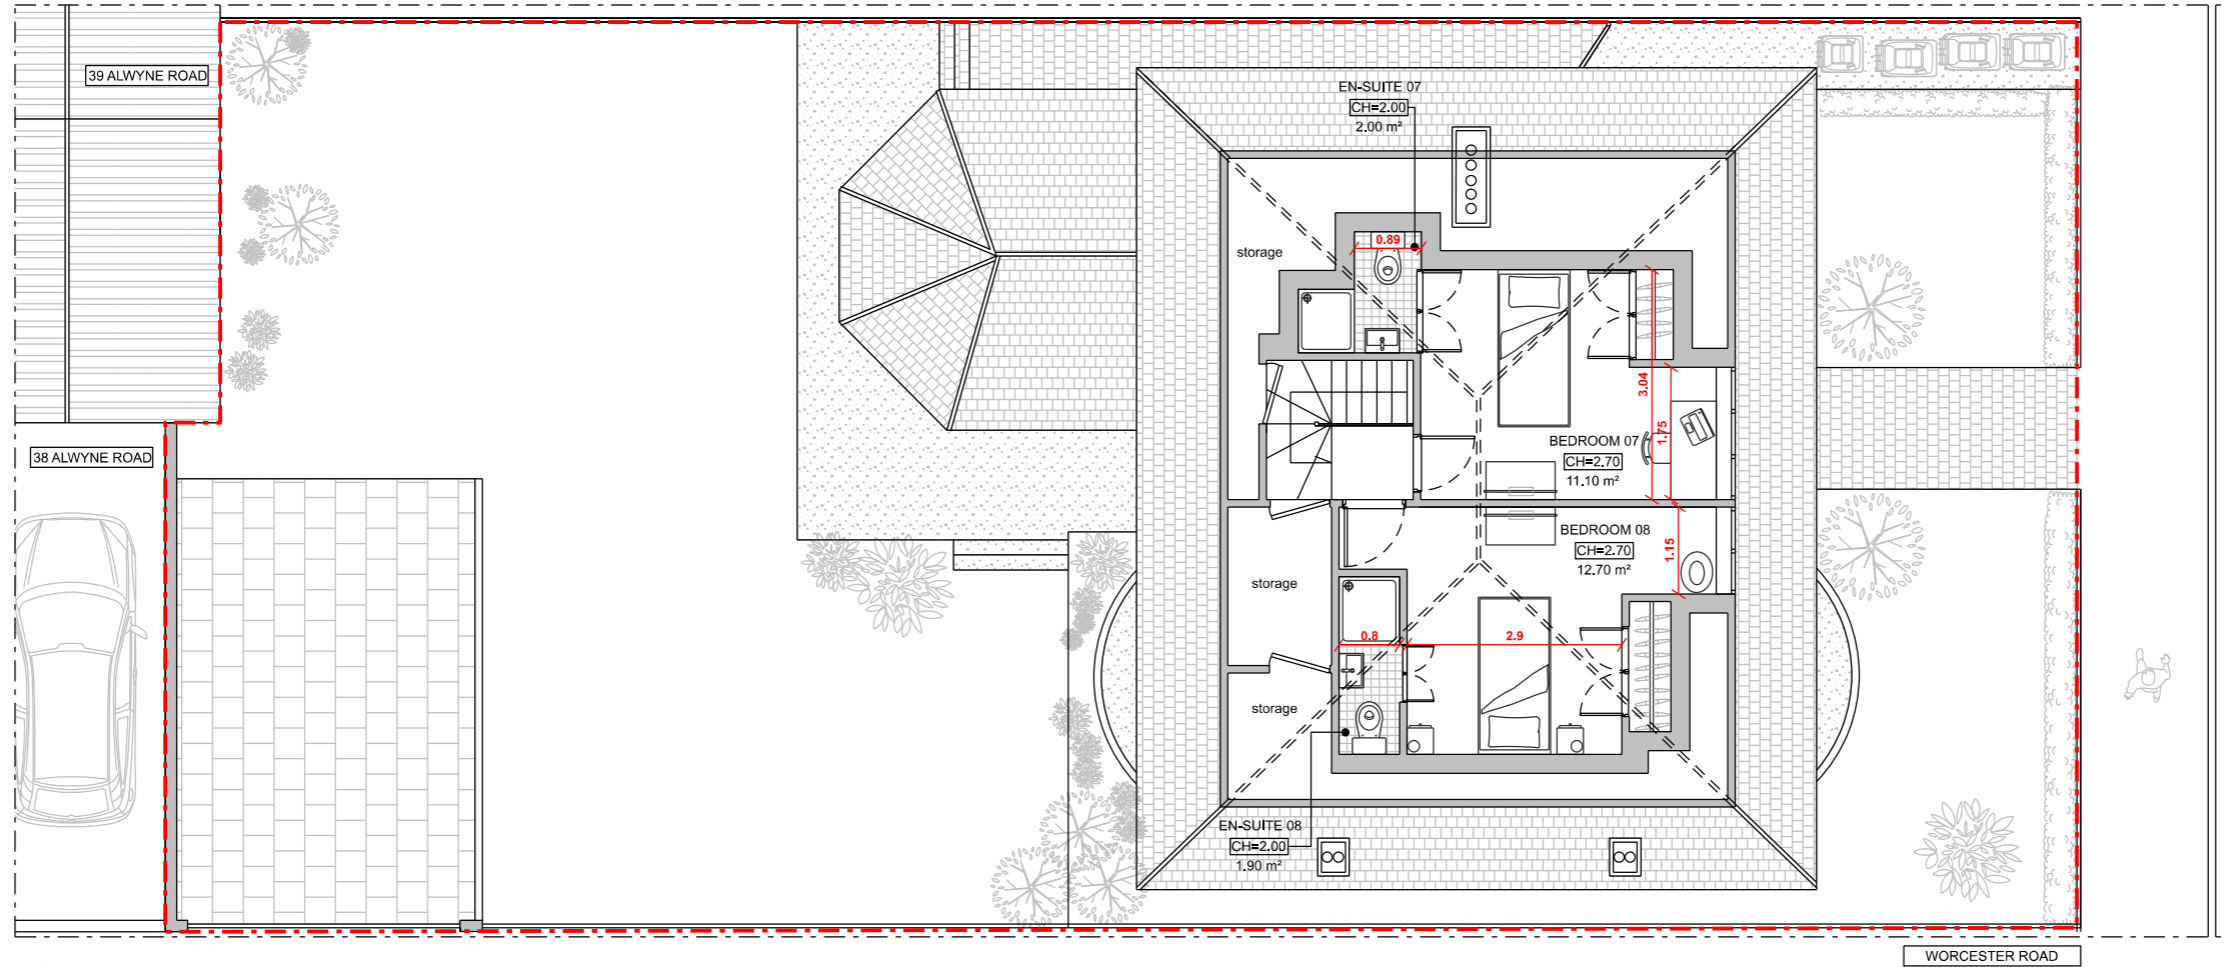 39 ALWYNE ROAD
38 ALWYNE ROAD
EN-SUITE 07
CH=2.00
2.00 m²
storage
0.89
3.04
1.75
BEDROOM 07
CH=2.70
11.10 m²
BEDROOM 08
CH=2.70
12.70 m²
1.15
storage
0.8
2.9
storage
EN-SUITE 08
CH=2.00
1.90 m²
WORCESTER ROAD